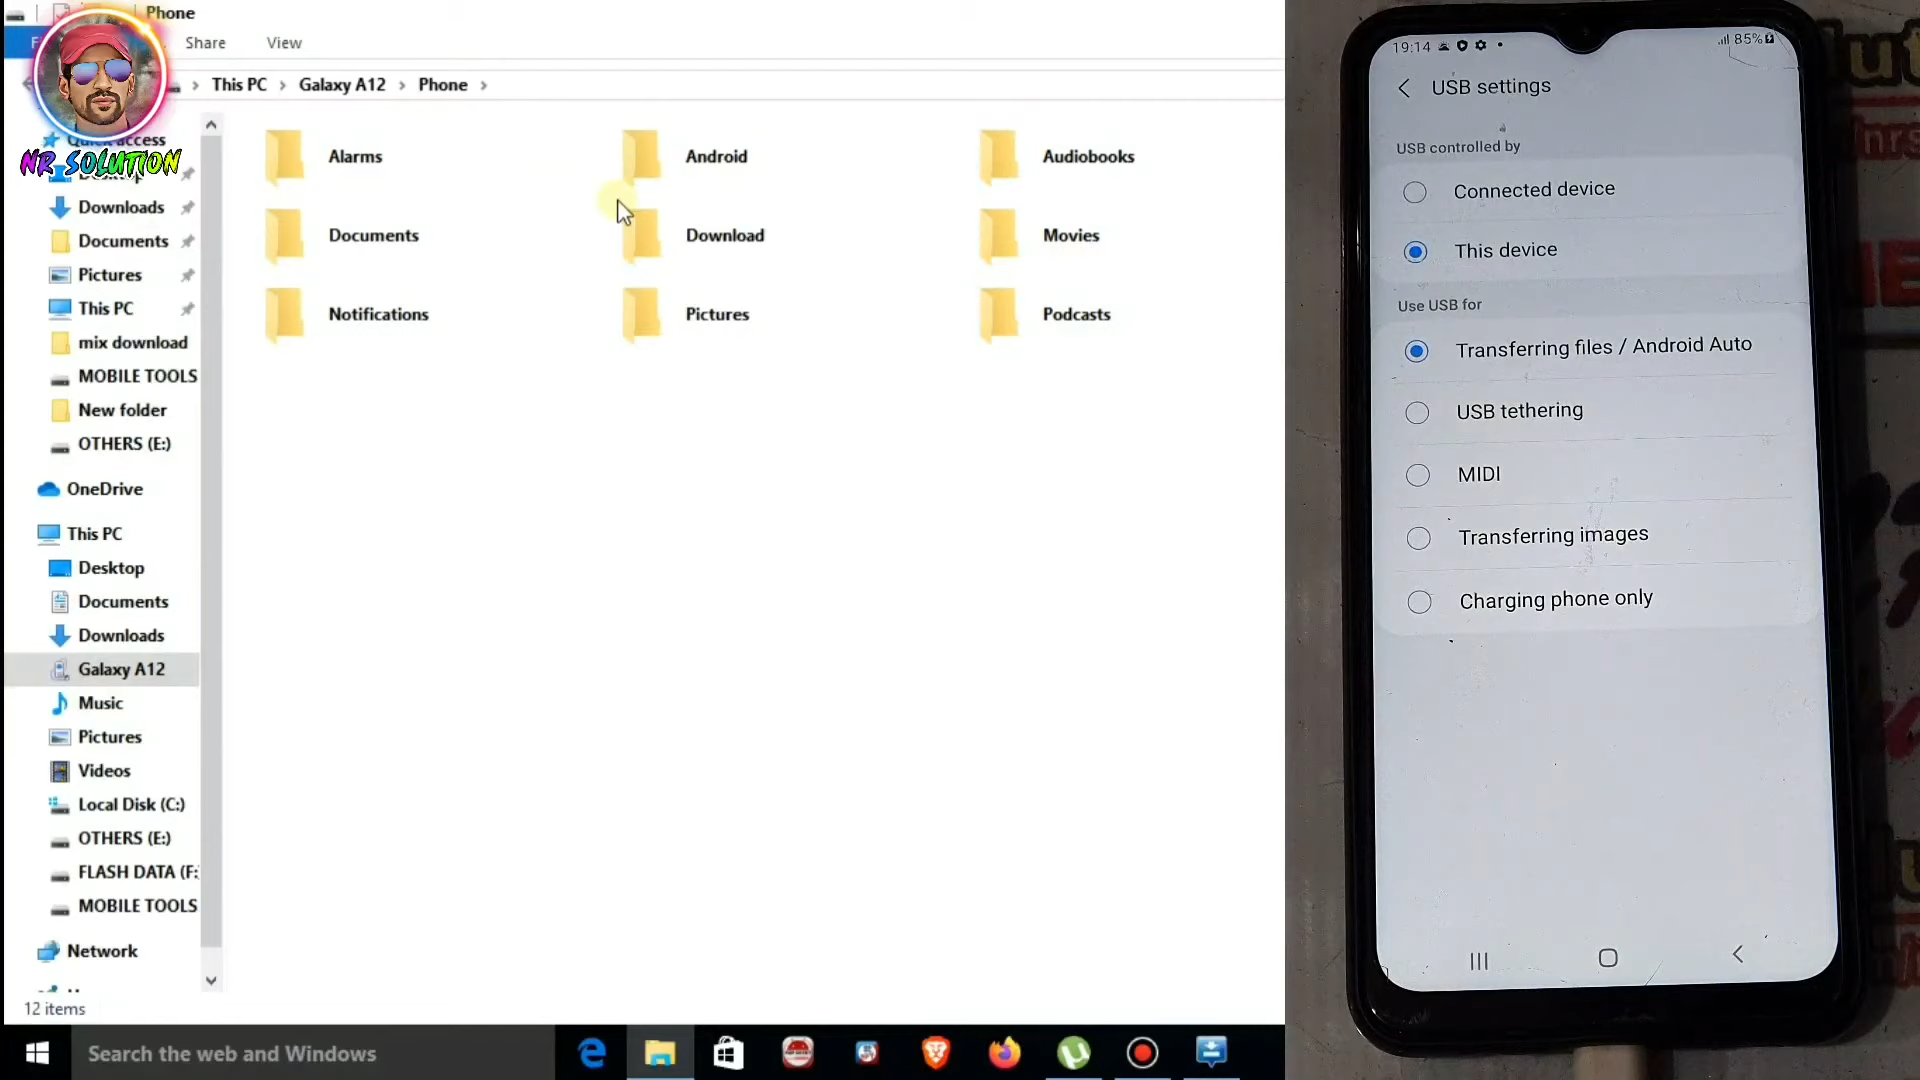 Phone
Share
View
This PC
Galaxy A12
Phone
NR SOLUTION
Quick access
Desktop
Downloads
Documents
Pictures
This PC
mix download
MOBILE TOOLS
New folder
OTHERS (E:)
OneDrive
This PC
Desktop
Documents
Downloads
Galaxy A12
Music
Pictures
Videos
Local Disk (C:)
OTHERS (E:)
FLASH DATA (F:
MOBILE TOOLS
Network
12 items
Alarms
Android
Audiobooks
Documents
Download
Movies
Notifications
Pictures
Podcasts
Search the web and Windows
19:14
85%
USB settings
USB controlled by
Connected device
This device
Use USB for
Transferring files / Android Auto
USB tethering
MIDI
Transferring images
Charging phone only